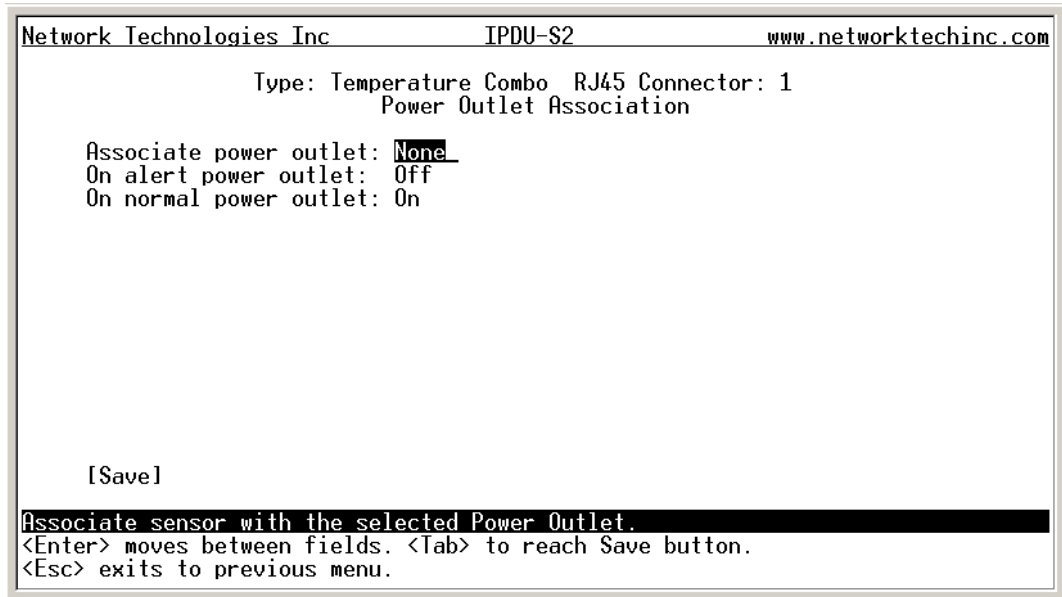 Network Technologies Inc IPDU-S2 www.networktechinc.com
Type: Temperature Combo RJ45 Connector: 1
Power Outlet Association
Associate power outlet: None_
On alert power outlet: Off
On normal power outlet: On
[Save]
Associate sensor with the selected Power Outlet.
<Enter> moves between fields. <Tab> to reach Save button.
<Esc> exits to previous menu.